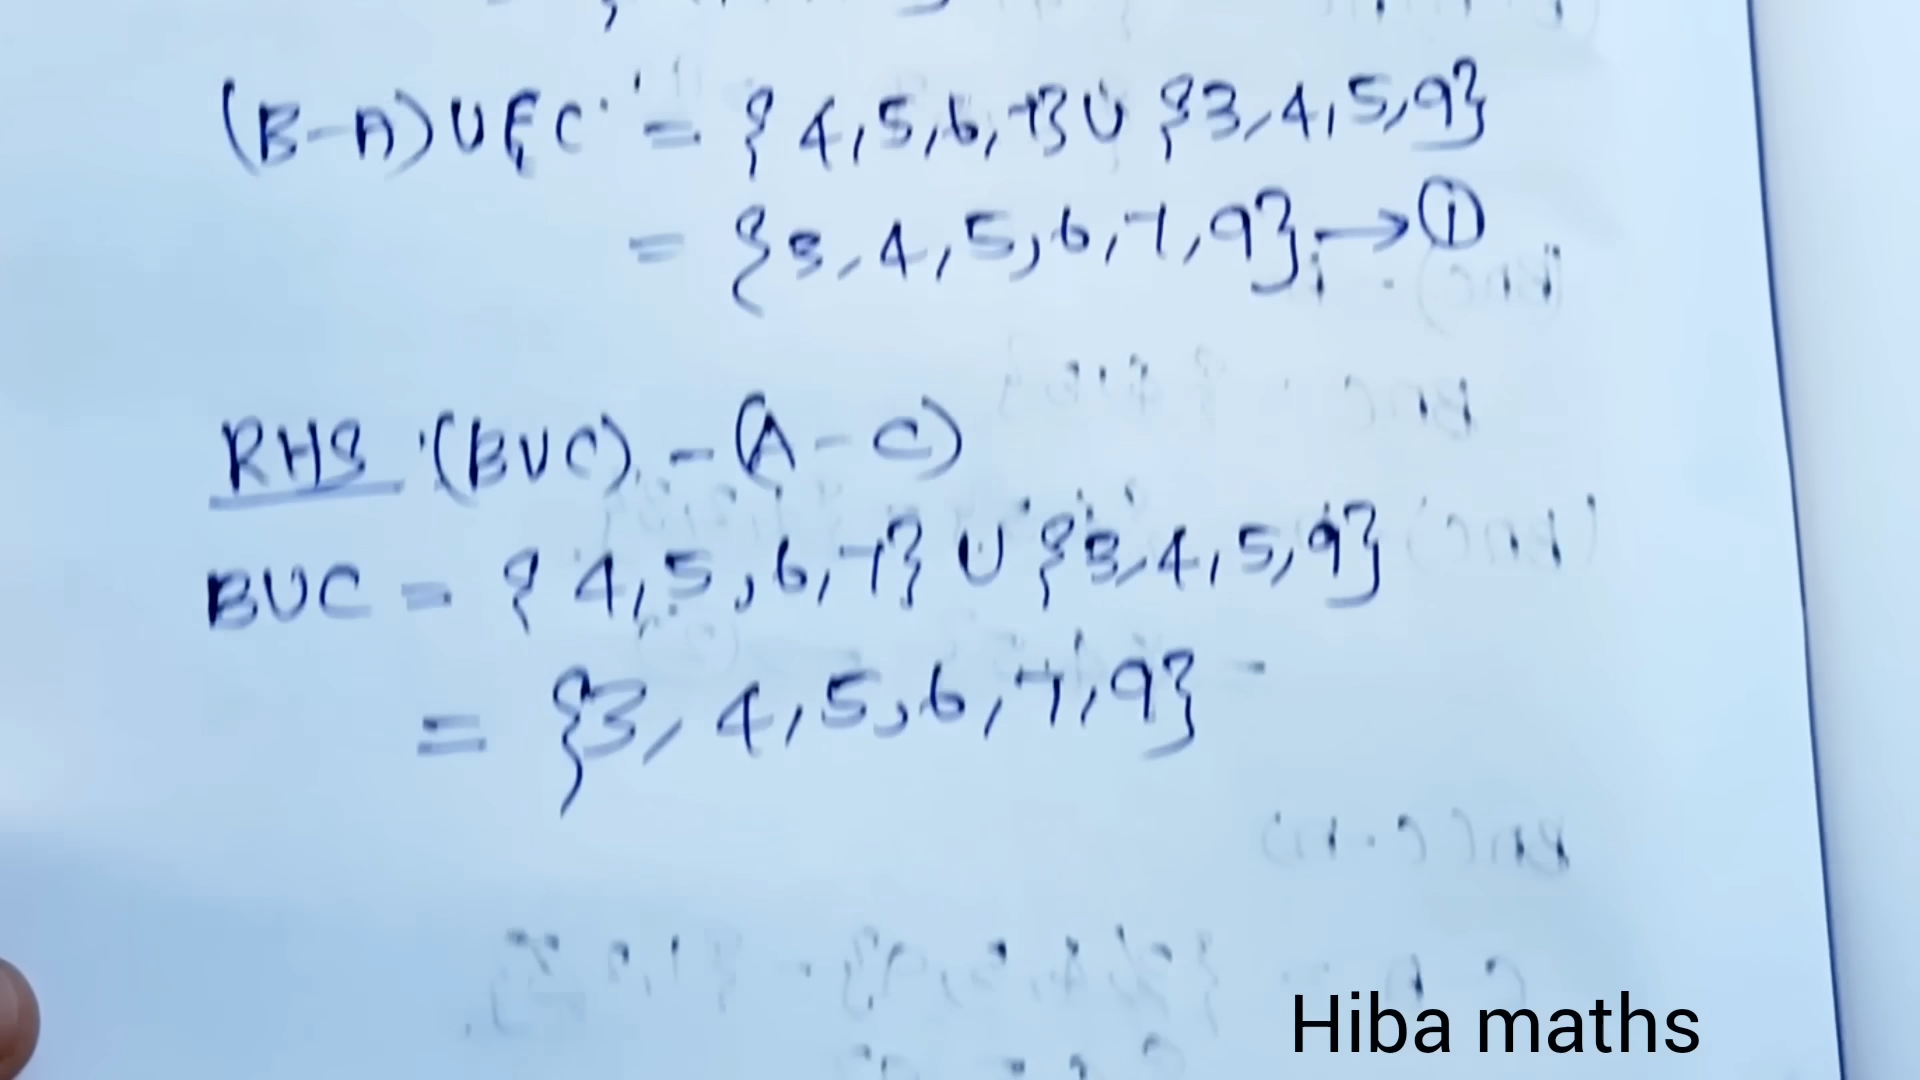 (B-A)∪C = {4,5,6,7}∪{3,4,5,9}
= {3,4,5,6,7,9} → ①
RHS (B∪C) - (A - C)
B∪C = {4,5,6,7} ∪ {3,4,5,9}
= {3,4,5,6,7,9}
Hiba maths